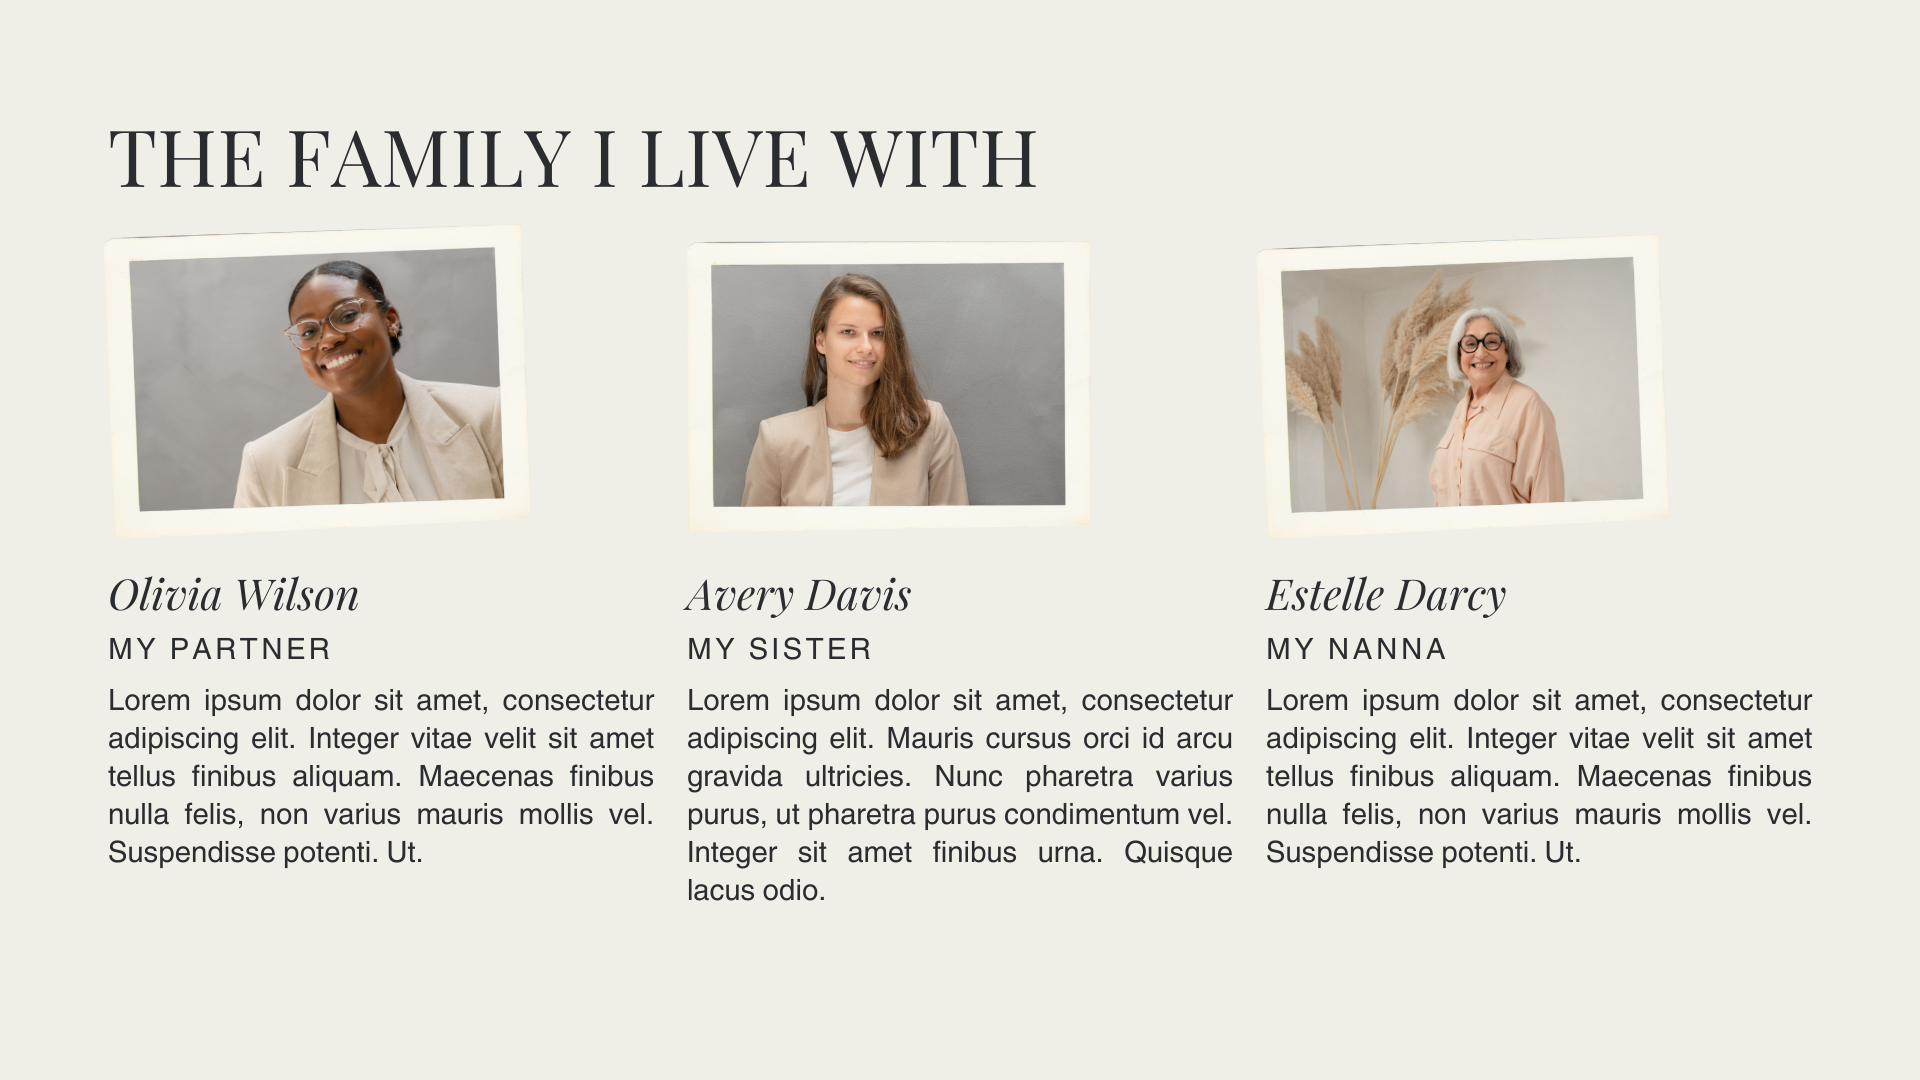 THE FAMILY I LIVE WITH
Olivia Wilson
MY PARTNER
Lorem ipsum dolor sit amet, consectetur
adipiscing elit. Integer vitae velit sit amet
tellus finibus aliquam. Maecenas finibus
nulla felis, non varius mauris mollis vel.
Suspendisse potenti. Ut.
Avery Davis
MY SISTER
Lorem ipsum dolor sit amet, consectetur
adipiscing elit. Mauris cursus orci id arcu
gravida ultricies. Nunc pharetra varius
purus, ut pharetra purus condimentum vel.
Integer sit amet finibus urna. Quisque
lacus odio.
Estelle Darcy
MY NANNA
Lorem ipsum dolor sit amet, consectetur
adipiscing elit. Integer vitae velit sit amet
tellus finibus aliquam. Maecenas finibus
nulla felis, non varius mauris mollis vel.
Suspendisse potenti. Ut.